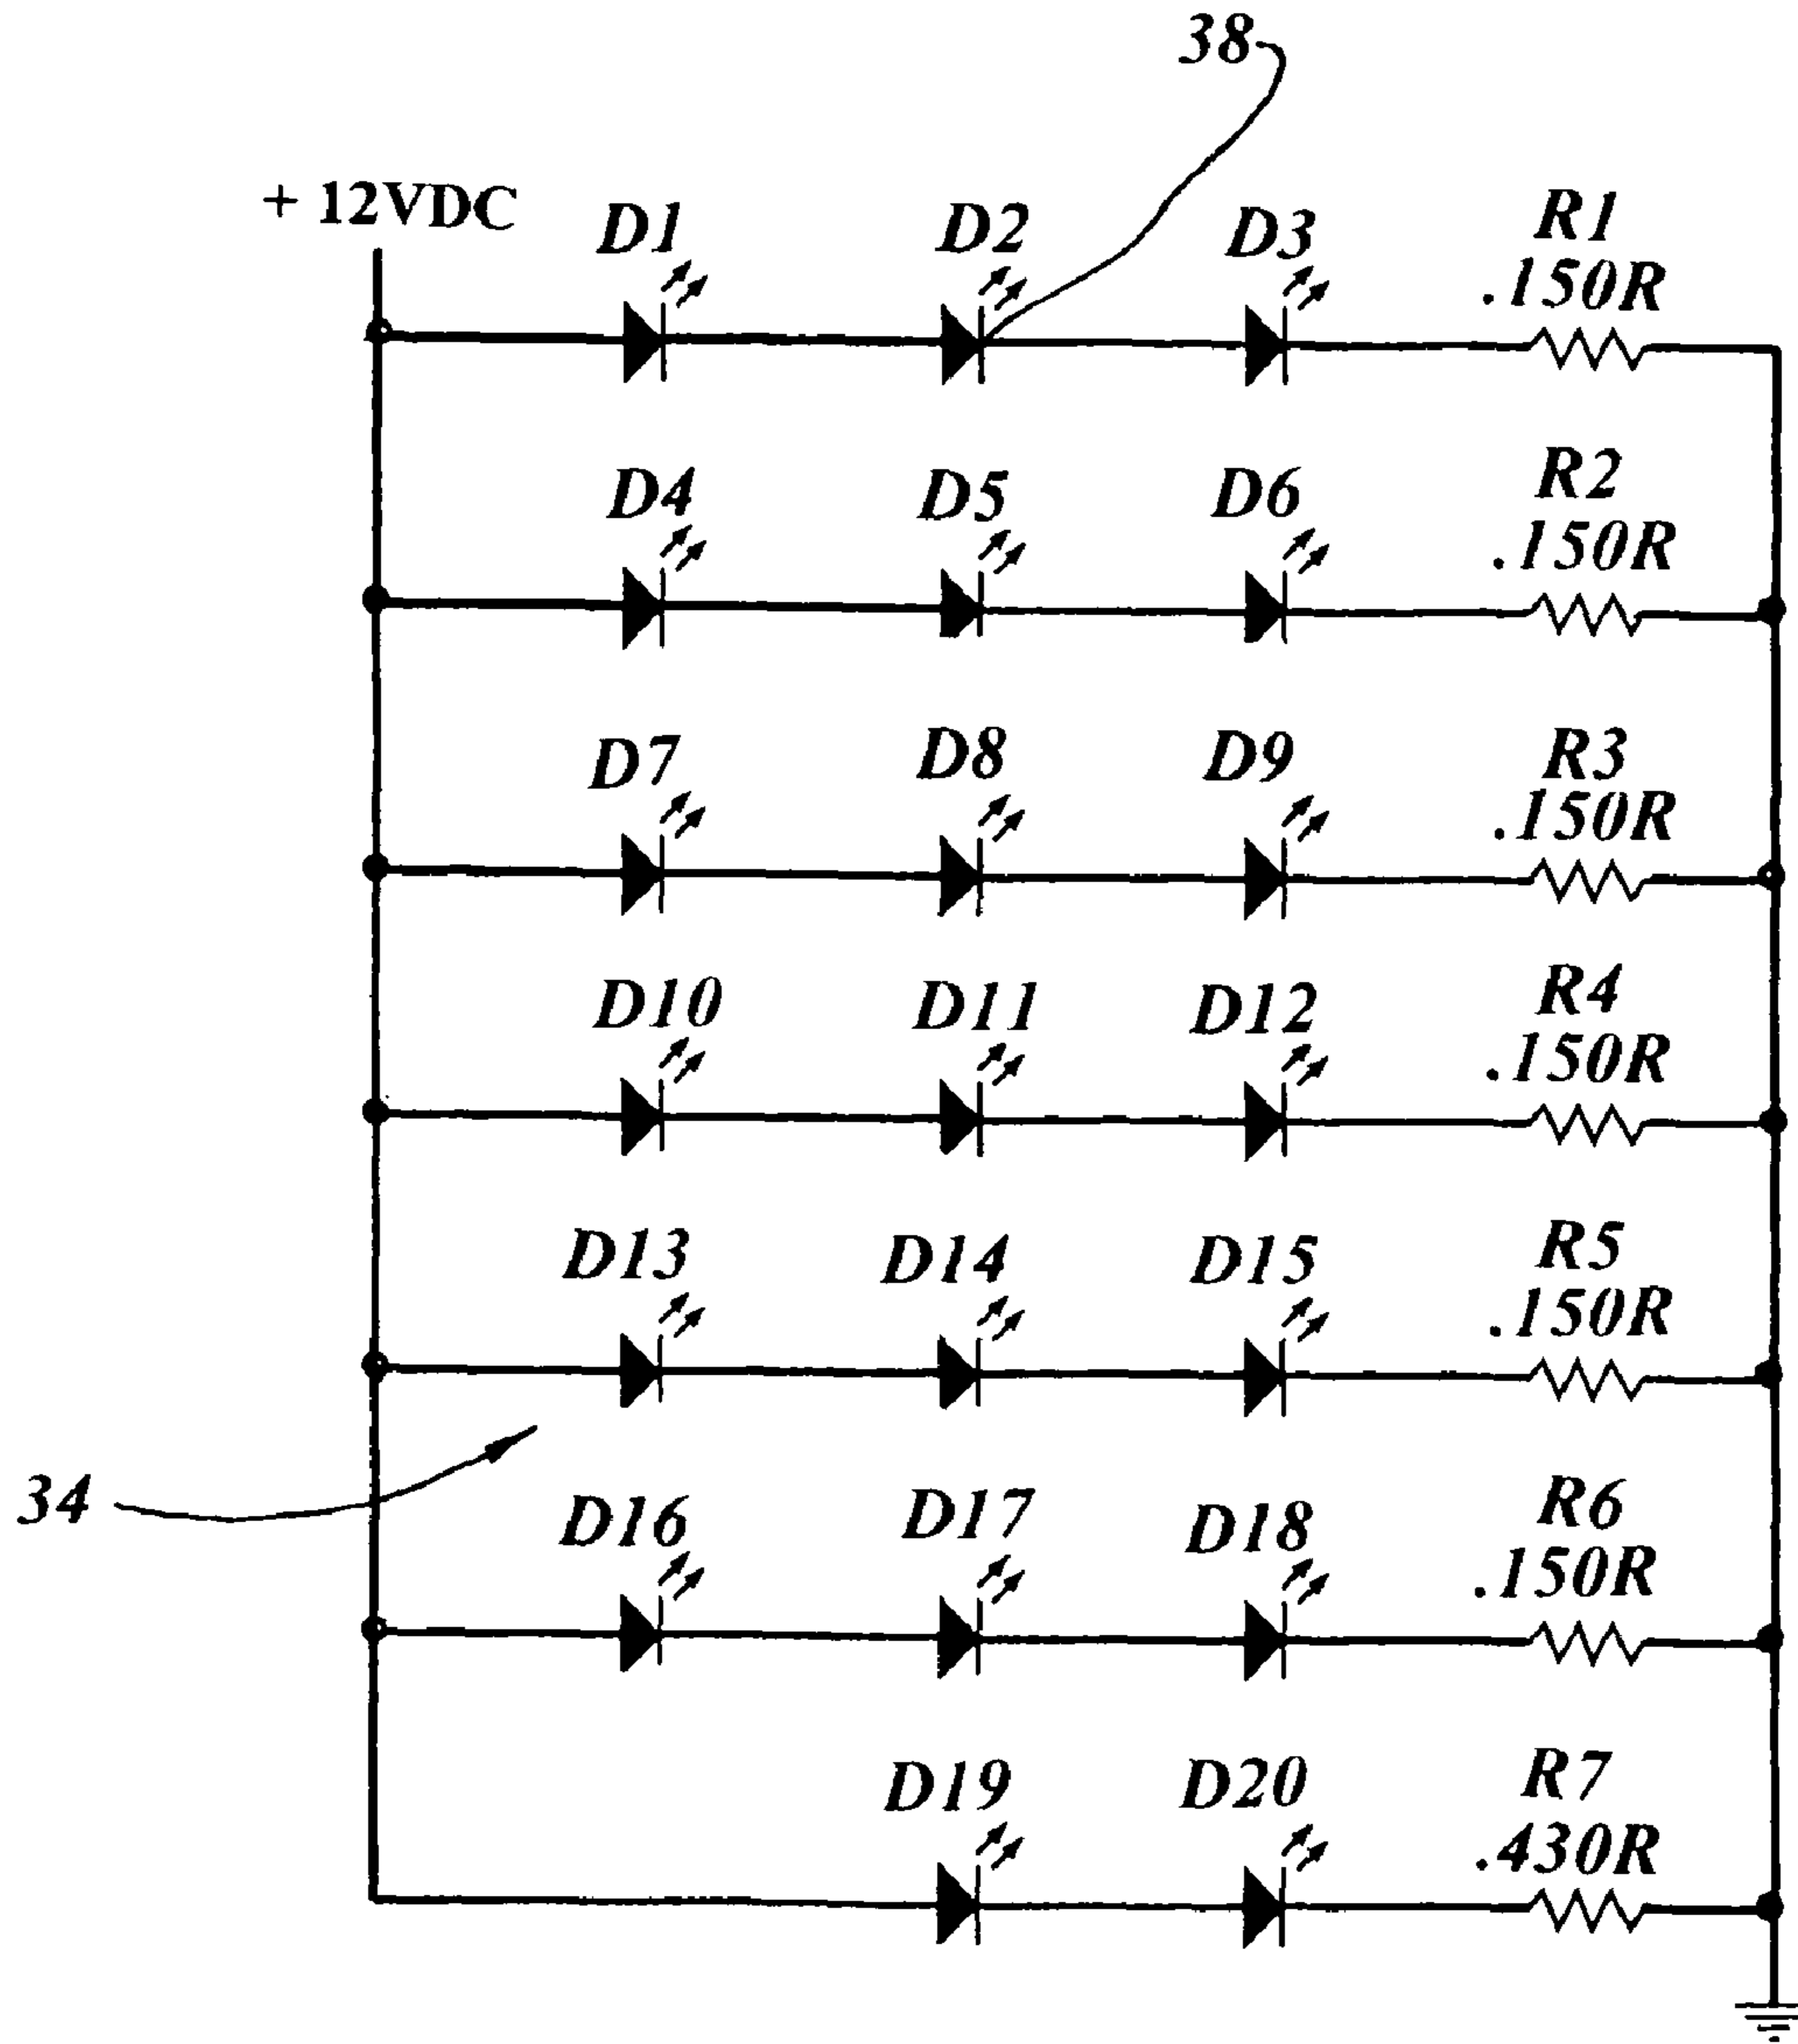 38
+ 12VDC
D1 D2 D3 R1
.150R
D4 D5 D6 R2
.150R
D7 D8 D9 R3
.150R
D10 D11 D12 R4
.150R
D13 D14 D15 R5
.150R
34
D16 D17 D18 R6
.150R
D19 D20 R7
.430R